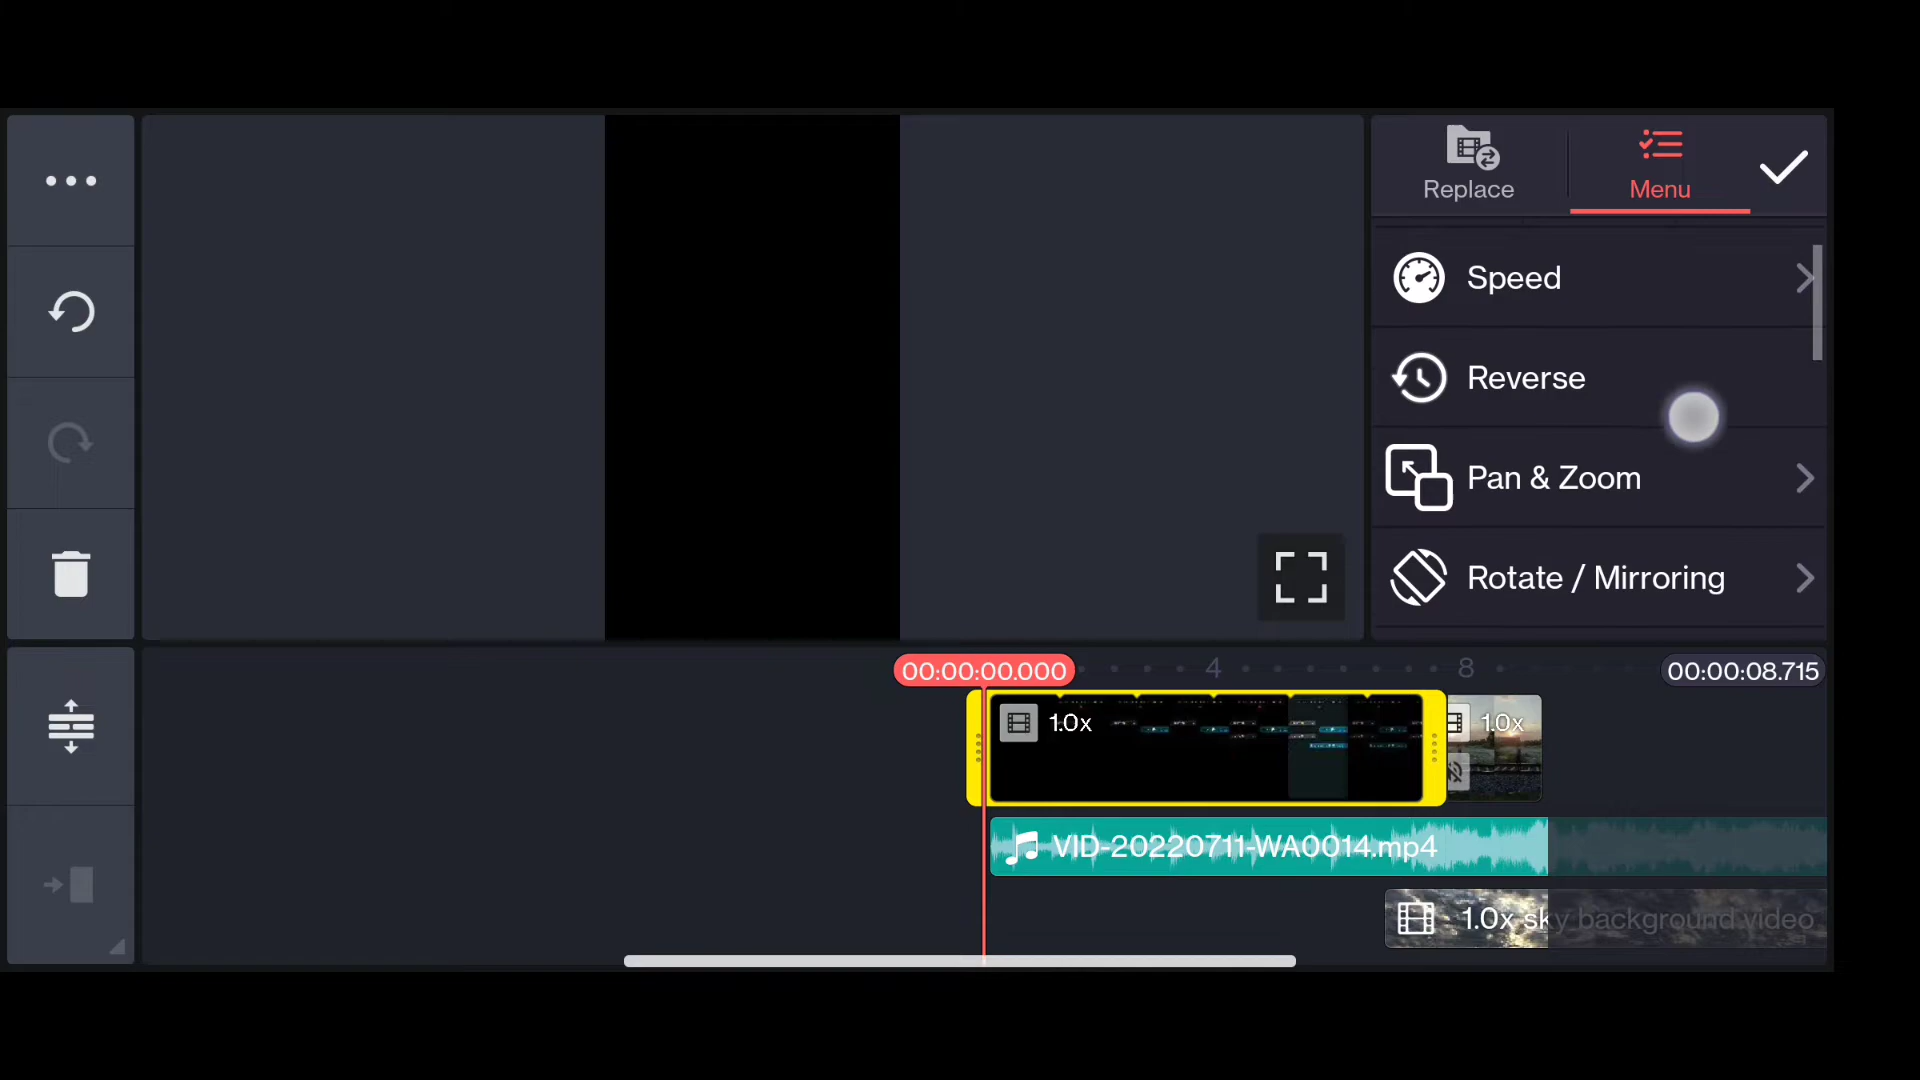 Replace
Menu
Speed
Reverse
Pan & Zoom
Rotate / Mirroring
00:00:00.000
4
8
00:00:08.715
1.0x
1.0x
VID-20220711-WA0014.mp4
1.0x sky background video